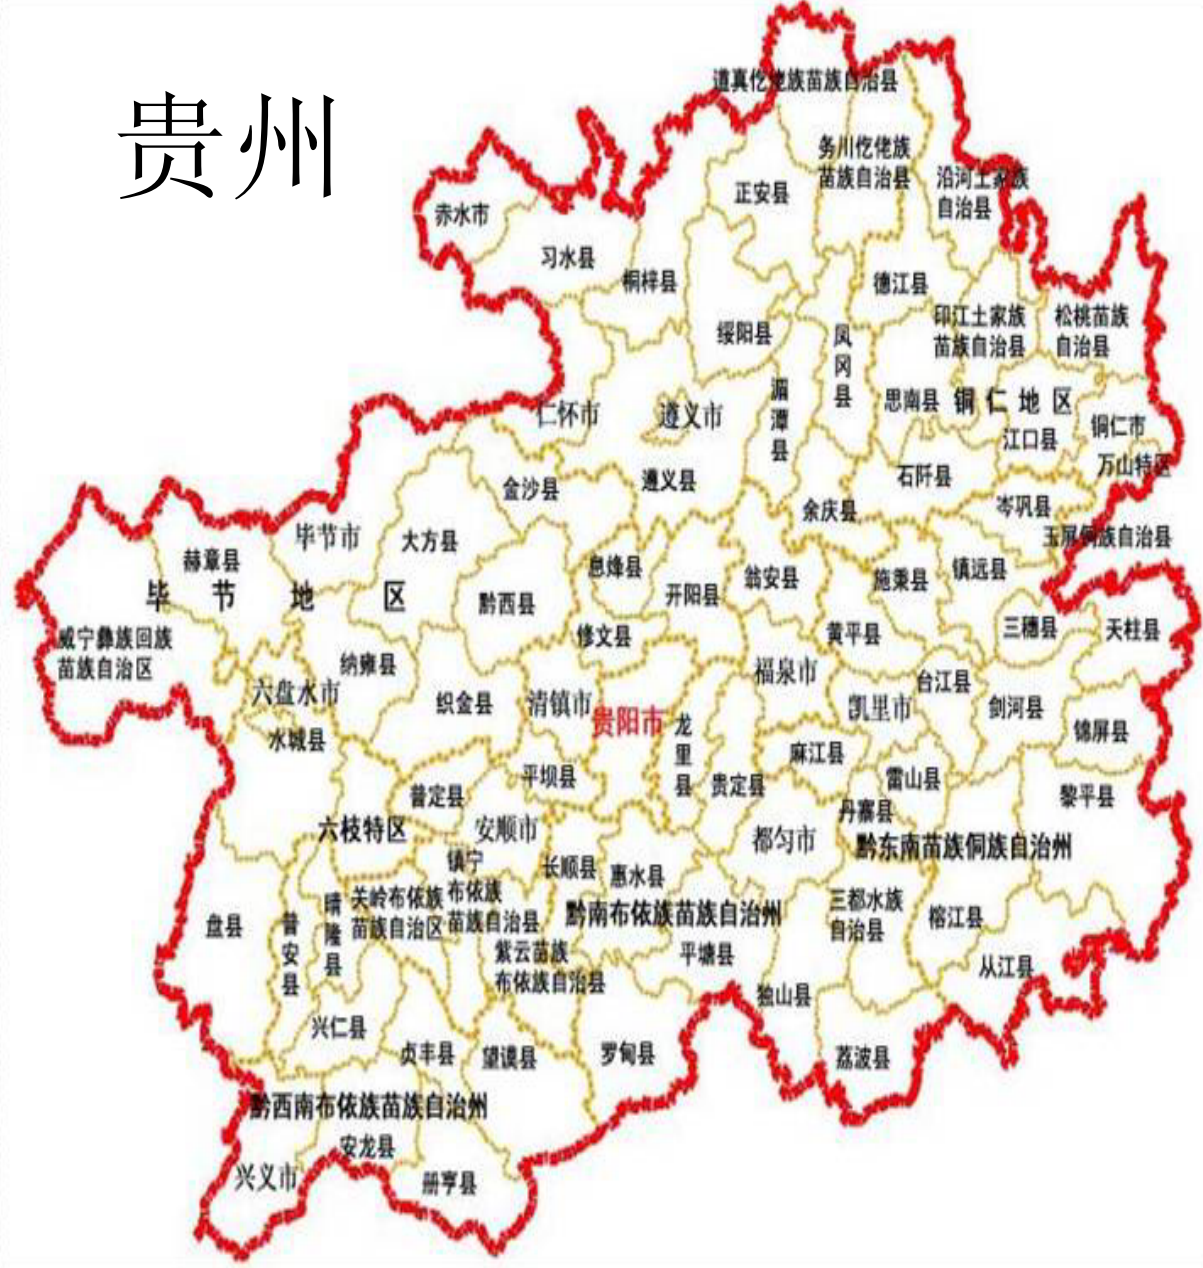 贵州
道真仡佬族苗族自治县
务川仡佬族
苗族自治县
沿河土家族
自治县
正安县
赤水市
习水县
桐梓县
德江县
印江土家族
苗族自治县
松桃苗族
自治县
绥阳县
凤冈县
湄潭县
思南县
铜仁地区
仁怀市
遵义市
江口县
铜仁市
万山特区
石阡县
遵义县
金沙县
余庆县
岑巩县
玉屏侗族自治县
毕节市
大方县
赫章县
毕节地区
息烽县
开阳县
瓮安县
施秉县
镇远县
黔西县
修文县
黄平县
三穗县
天柱县
威宁彝族回族
苗族自治区
纳雍县
六盘水市
水城县
织金县
清镇市
贵阳市
龙里县
福泉市
凯里市
台江县
剑河县
锦屏县
麻江县
雷山县
丹寨县
黎平县
普定县
平坝县
贵定县
六枝特区
安顺市
都匀市
黔东南苗族侗族自治州
镇宁
布依族
苗族自治县
长顺县
惠水县
关岭布依族
苗族自治区
晴隆县
普安县
盘县
黔南布依族苗族自治州
三都水族
自治县
榕江县
从江县
紫云苗族
布依族自治县
平塘县
独山县
兴仁县
贞丰县
望谟县
罗甸县
荔波县
黔西南布依族苗族自治州
安龙县
兴义市
册亨县